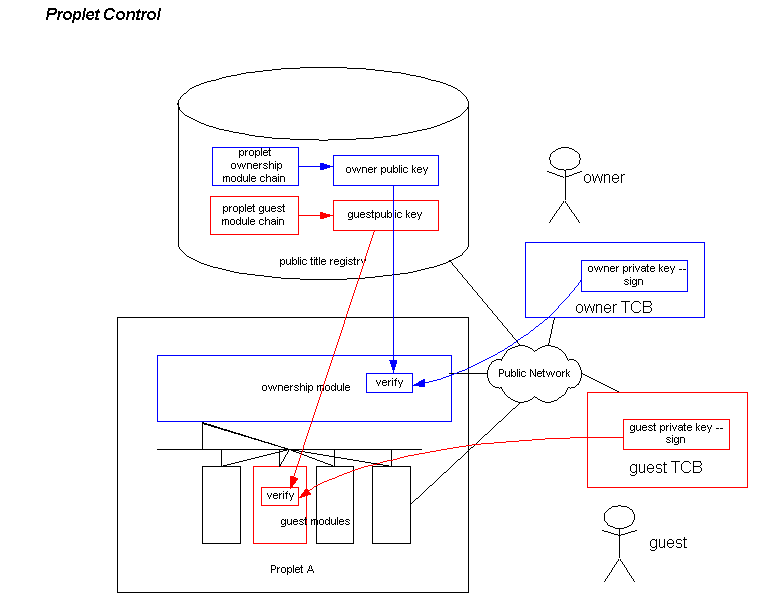 Proplet Control
proplet
ownership
module chain
owner public key
proplet guest
module chain
guestpublic key
public title registry
owner
owner private key --
sign
owner TCB
Public Network
ownership module
verify
guest private key --
sign
guest TCB
verify
guest modules
guest
Proplet A